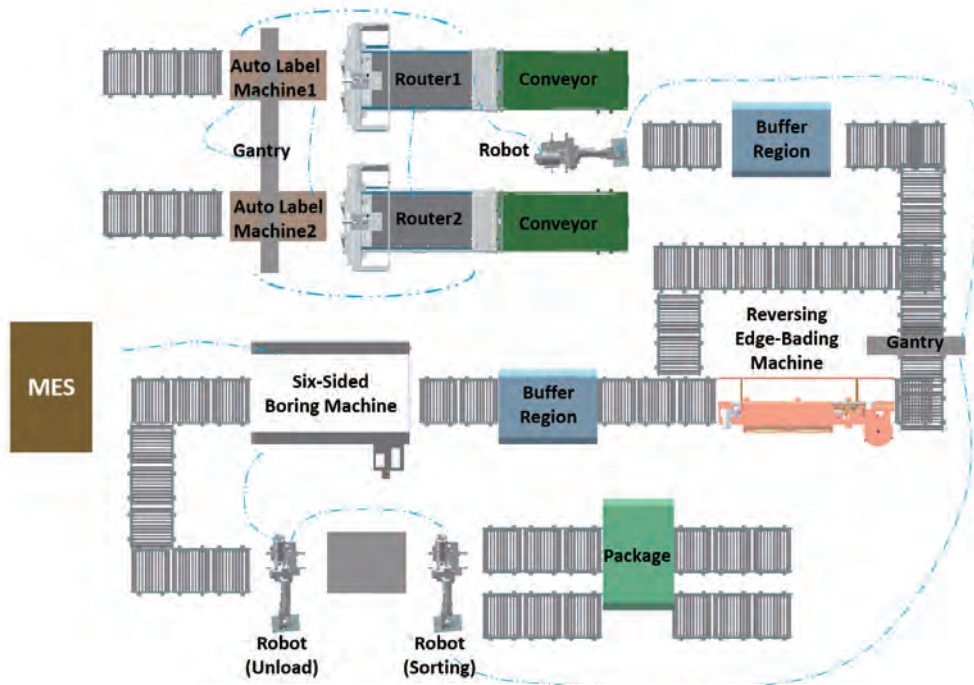 Auto Label
Machine1
Router1
Conveyor
Gantry
Robot
Buffer
Region
Auto Label
Machine2
Router2
Conveyor
Reversing
Edge-Bading
Machine
Gantry
MES
Six-Sided
Boring Machine
Buffer
Region
Package
Robot
(Unload)
Robot
(Sorting)